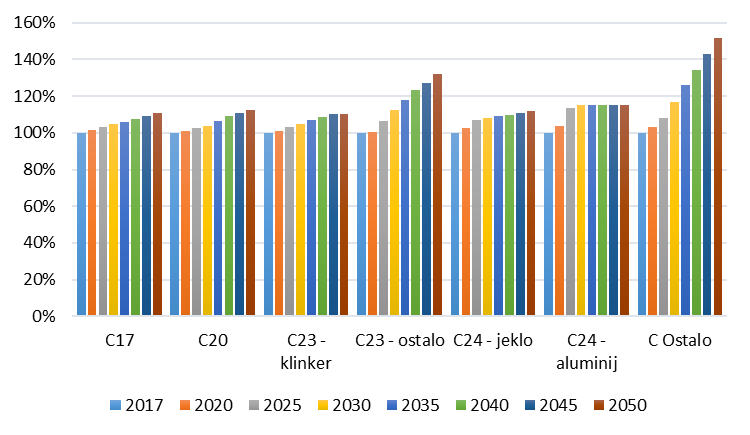 160%
140%
120%
100%
80%
60%
40%
20%
0%
C17
C20
C23 -
klinker
C23 - ostalo
C24 - jeklo
C24 -
aluminij
C Ostalo
2017 2020 2025 2030 2035 2040 2045 2050